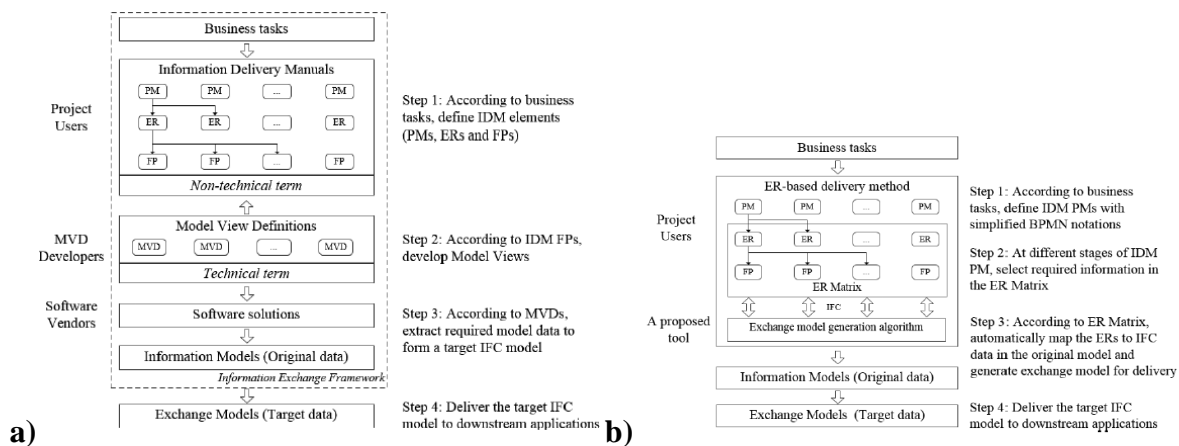 Business tasks
Information Delivery Manuals
PM PM ... PM
ER ER ... ER
FP FP ... FP
Non-technical term
Model View Definitions
MVD MVD ... MVD
Technical term
Software solutions
Information Models (Original data)
Information Exchange Framework
Exchange Models (Target data)
Project
Users
MVD
Developers
Software
Vendors
Step 1: According to business
tasks, define IDM elements
(PMs, ERs and FPs)
Step 2: According to IDM FPs,
develop Model Views
Step 3: According to MVDs,
extract required model data to
form a target IFC model
Step 4: Deliver the target IFC
model to downstream applications
a)
Business tasks
ER-based delivery method
PM PM ... PM
ER ER ... ER
FP FP ... FP
ER Matrix
IFC
Exchange model generation algorithm
Information Models (Original data)
Exchange Models (Target data)
Project
Users
A proposed
tool
Step 1: According to business
tasks, define IDM PMs with
simplified BPMN notations
Step 2: At different stages of IDM
PM, select required information in
the ER Matrix
Step 3: According to ER Matrix,
automatically map the ERs to IFC
data in the original model and
generate exchange model for delivery
Step 4: Deliver the target IFC
model to downstream applications
b)